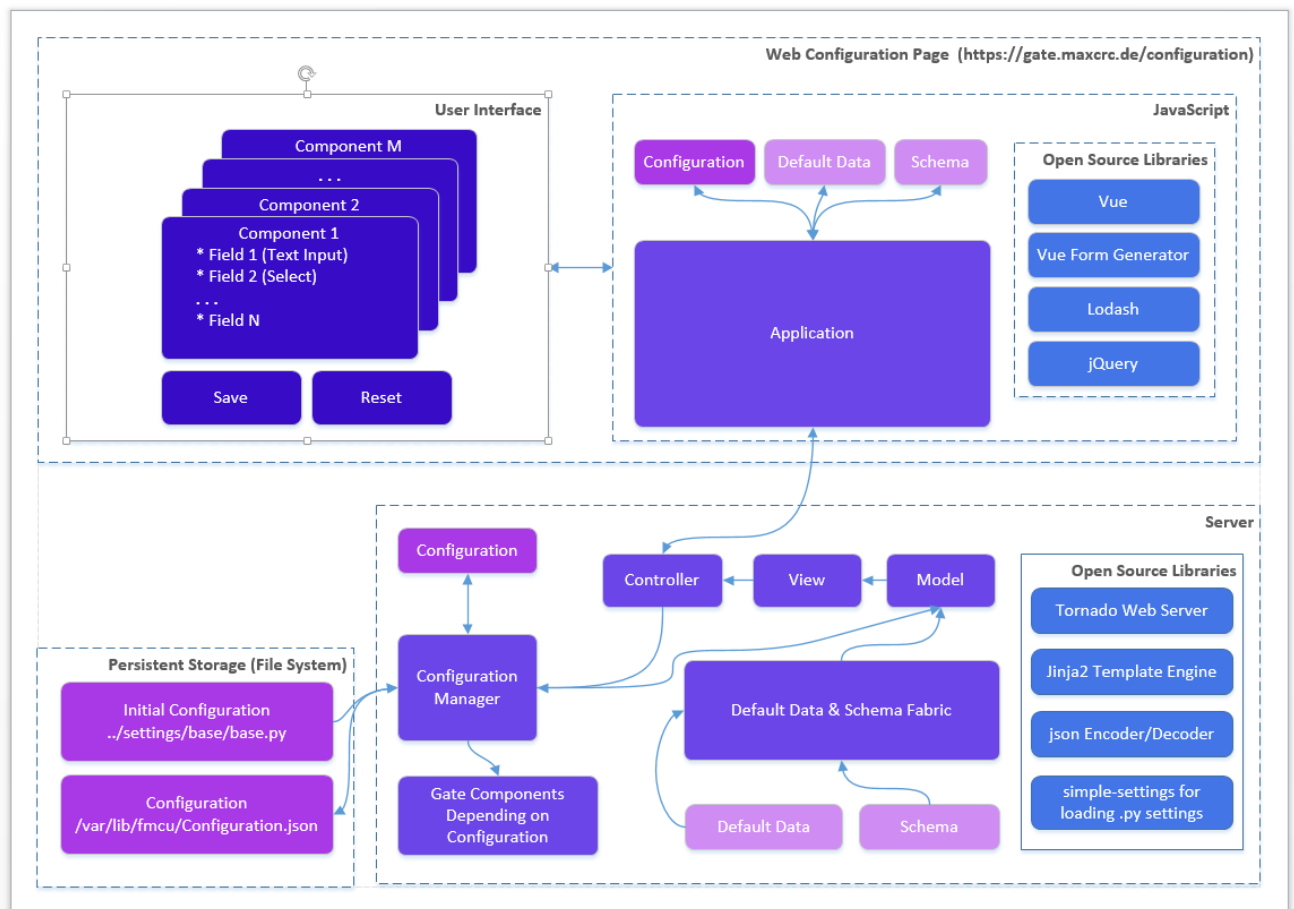 Web Configuration Page (https://gate.maxcrc.de/configuration)
User Interface
Component M
...
Component 2
Component 1
* Field 1 (Text Input)
* Field 2 (Select)
...
* Field N
Save
Reset
JavaScript
Configuration
Default Data
Schema
Application
Open Source Libraries
Vue
Vue Form Generator
Lodash
jQuery
Server
Configuration
Controller
View
Model
Configuration
Manager
Default Data & Schema Fabric
Gate Components
Depending on
Configuration
Default Data
Schema
Open Source Libraries
Tornado Web Server
Jinja2 Template Engine
json Encoder/Decoder
simple-settings for
loading .py settings
Persistent Storage (File System)
Initial Configuration
../settings/base/base.py
Configuration
/var/lib/fmcu/Configuration.json